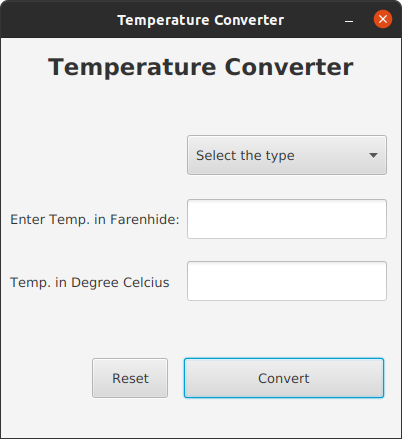 Temperature Converter
Temperature Converter
Select the type
Enter Temp. in Farenhide:
Temp. in Degree Celcius
Reset Convert